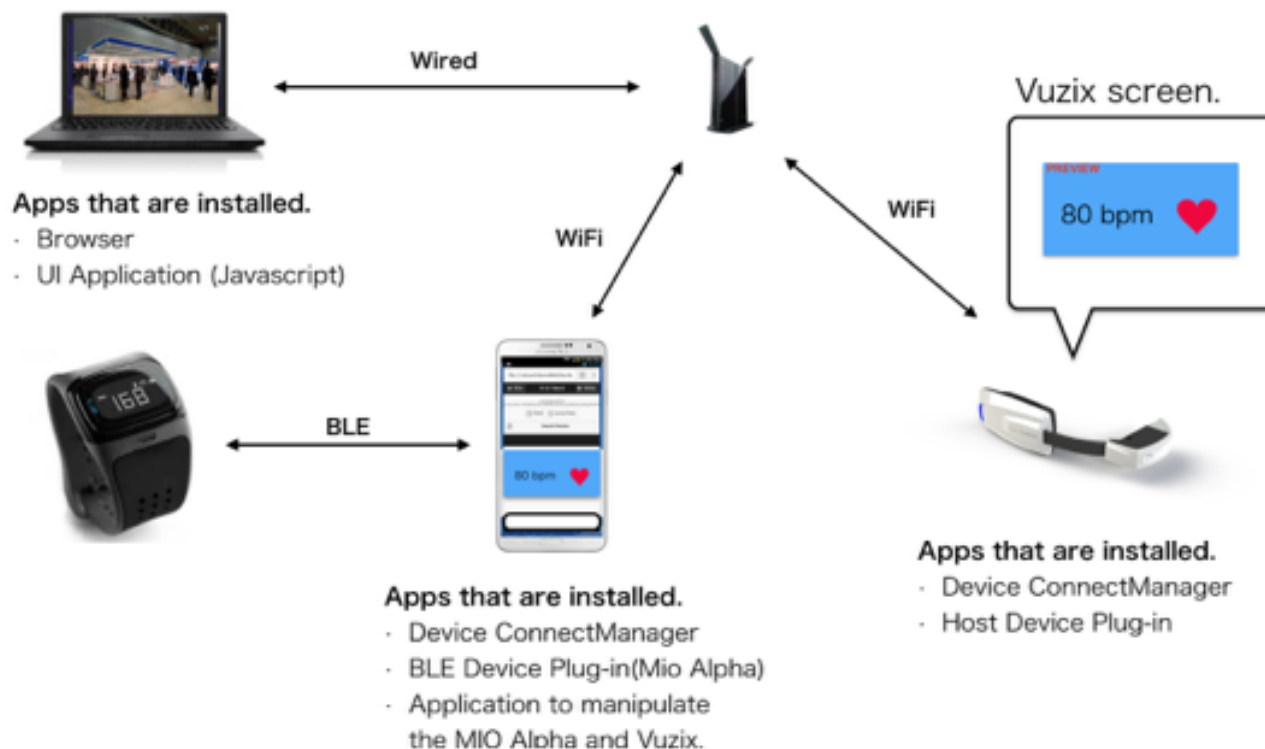 Wired
Vuzix screen.
PREVIEW
80 bpm
Apps that are installed.
· Browser
· UI Application (Javascript)
WiFi
WiFi
168
BLE
80 bpm
Apps that are installed.
· Device ConnectManager
· Host Device Plug-in
Apps that are installed.
· Device ConnectManager
· BLE Device Plug-in(Mio Alpha)
· Application to manipulate
the MIO Alpha and Vuzix.